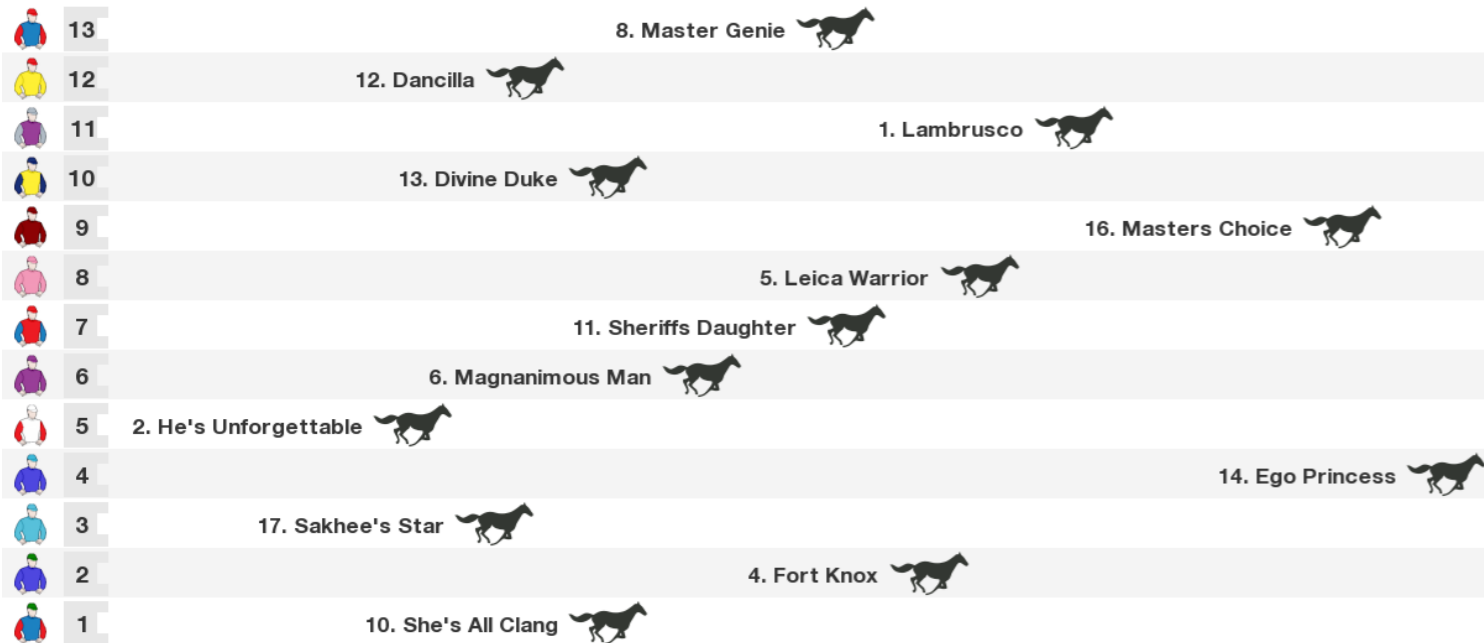 13 8. Master Genie
12 12. Dancilla
11 1. Lambrusco
10 13. Divine Duke
9 16. Masters Choice
8 5. Leica Warrior
7 11. Sheriffs Daughter
6 6. Magnanimous Man
5 2. He's Unforgettable
4 14. Ego Princess
3 17. Sakhee's Star
2 4. Fort Knox
1 10. She's All Clang